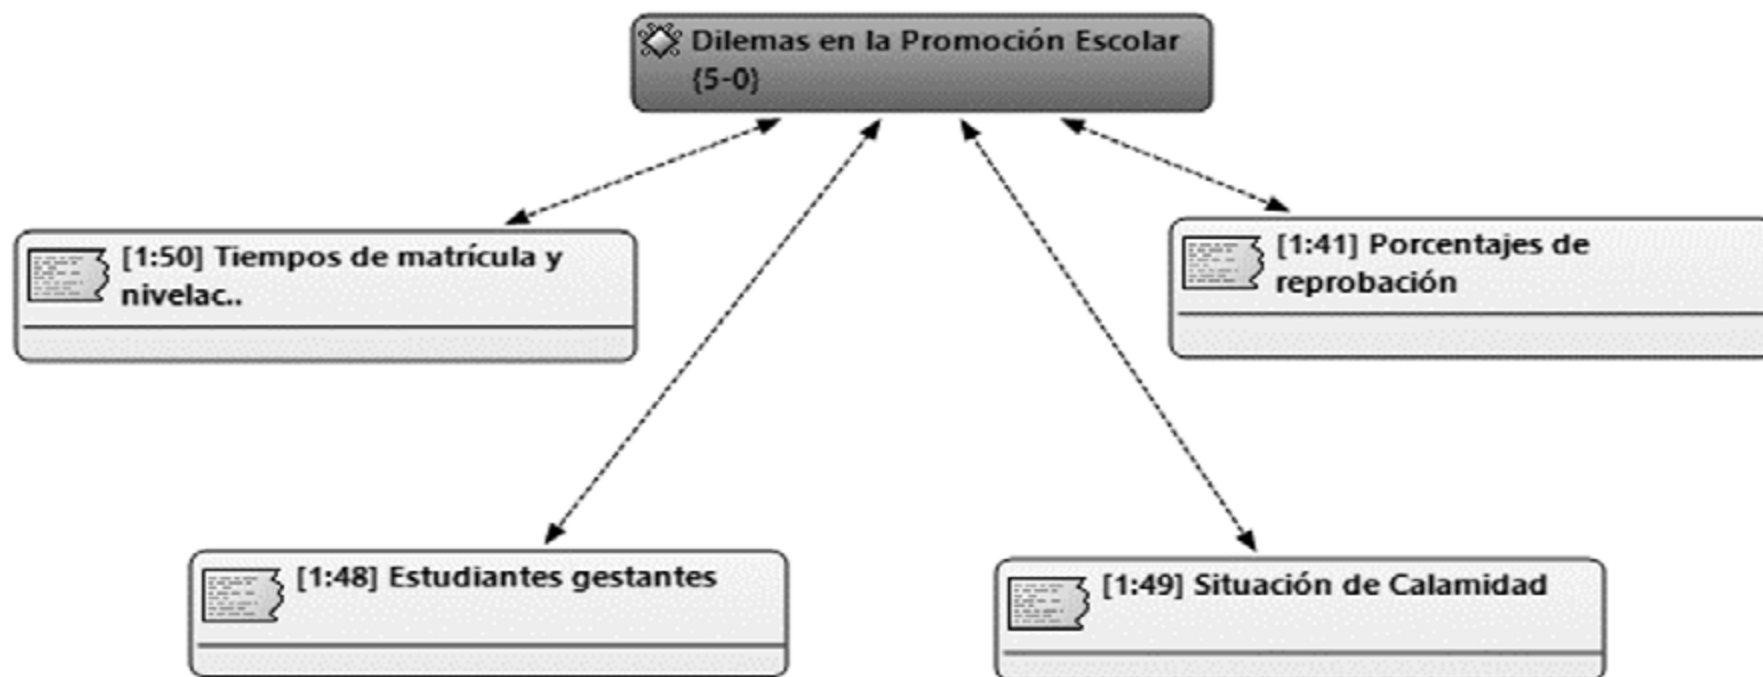 Dilemas en la Promoción Escolar
{5-0}
[1:50] Tiempos de matrícula y
nivelac..
[1:41] Porcentajes de
reprobación
[1:48] Estudiantes gestantes
[1:49] Situación de Calamidad